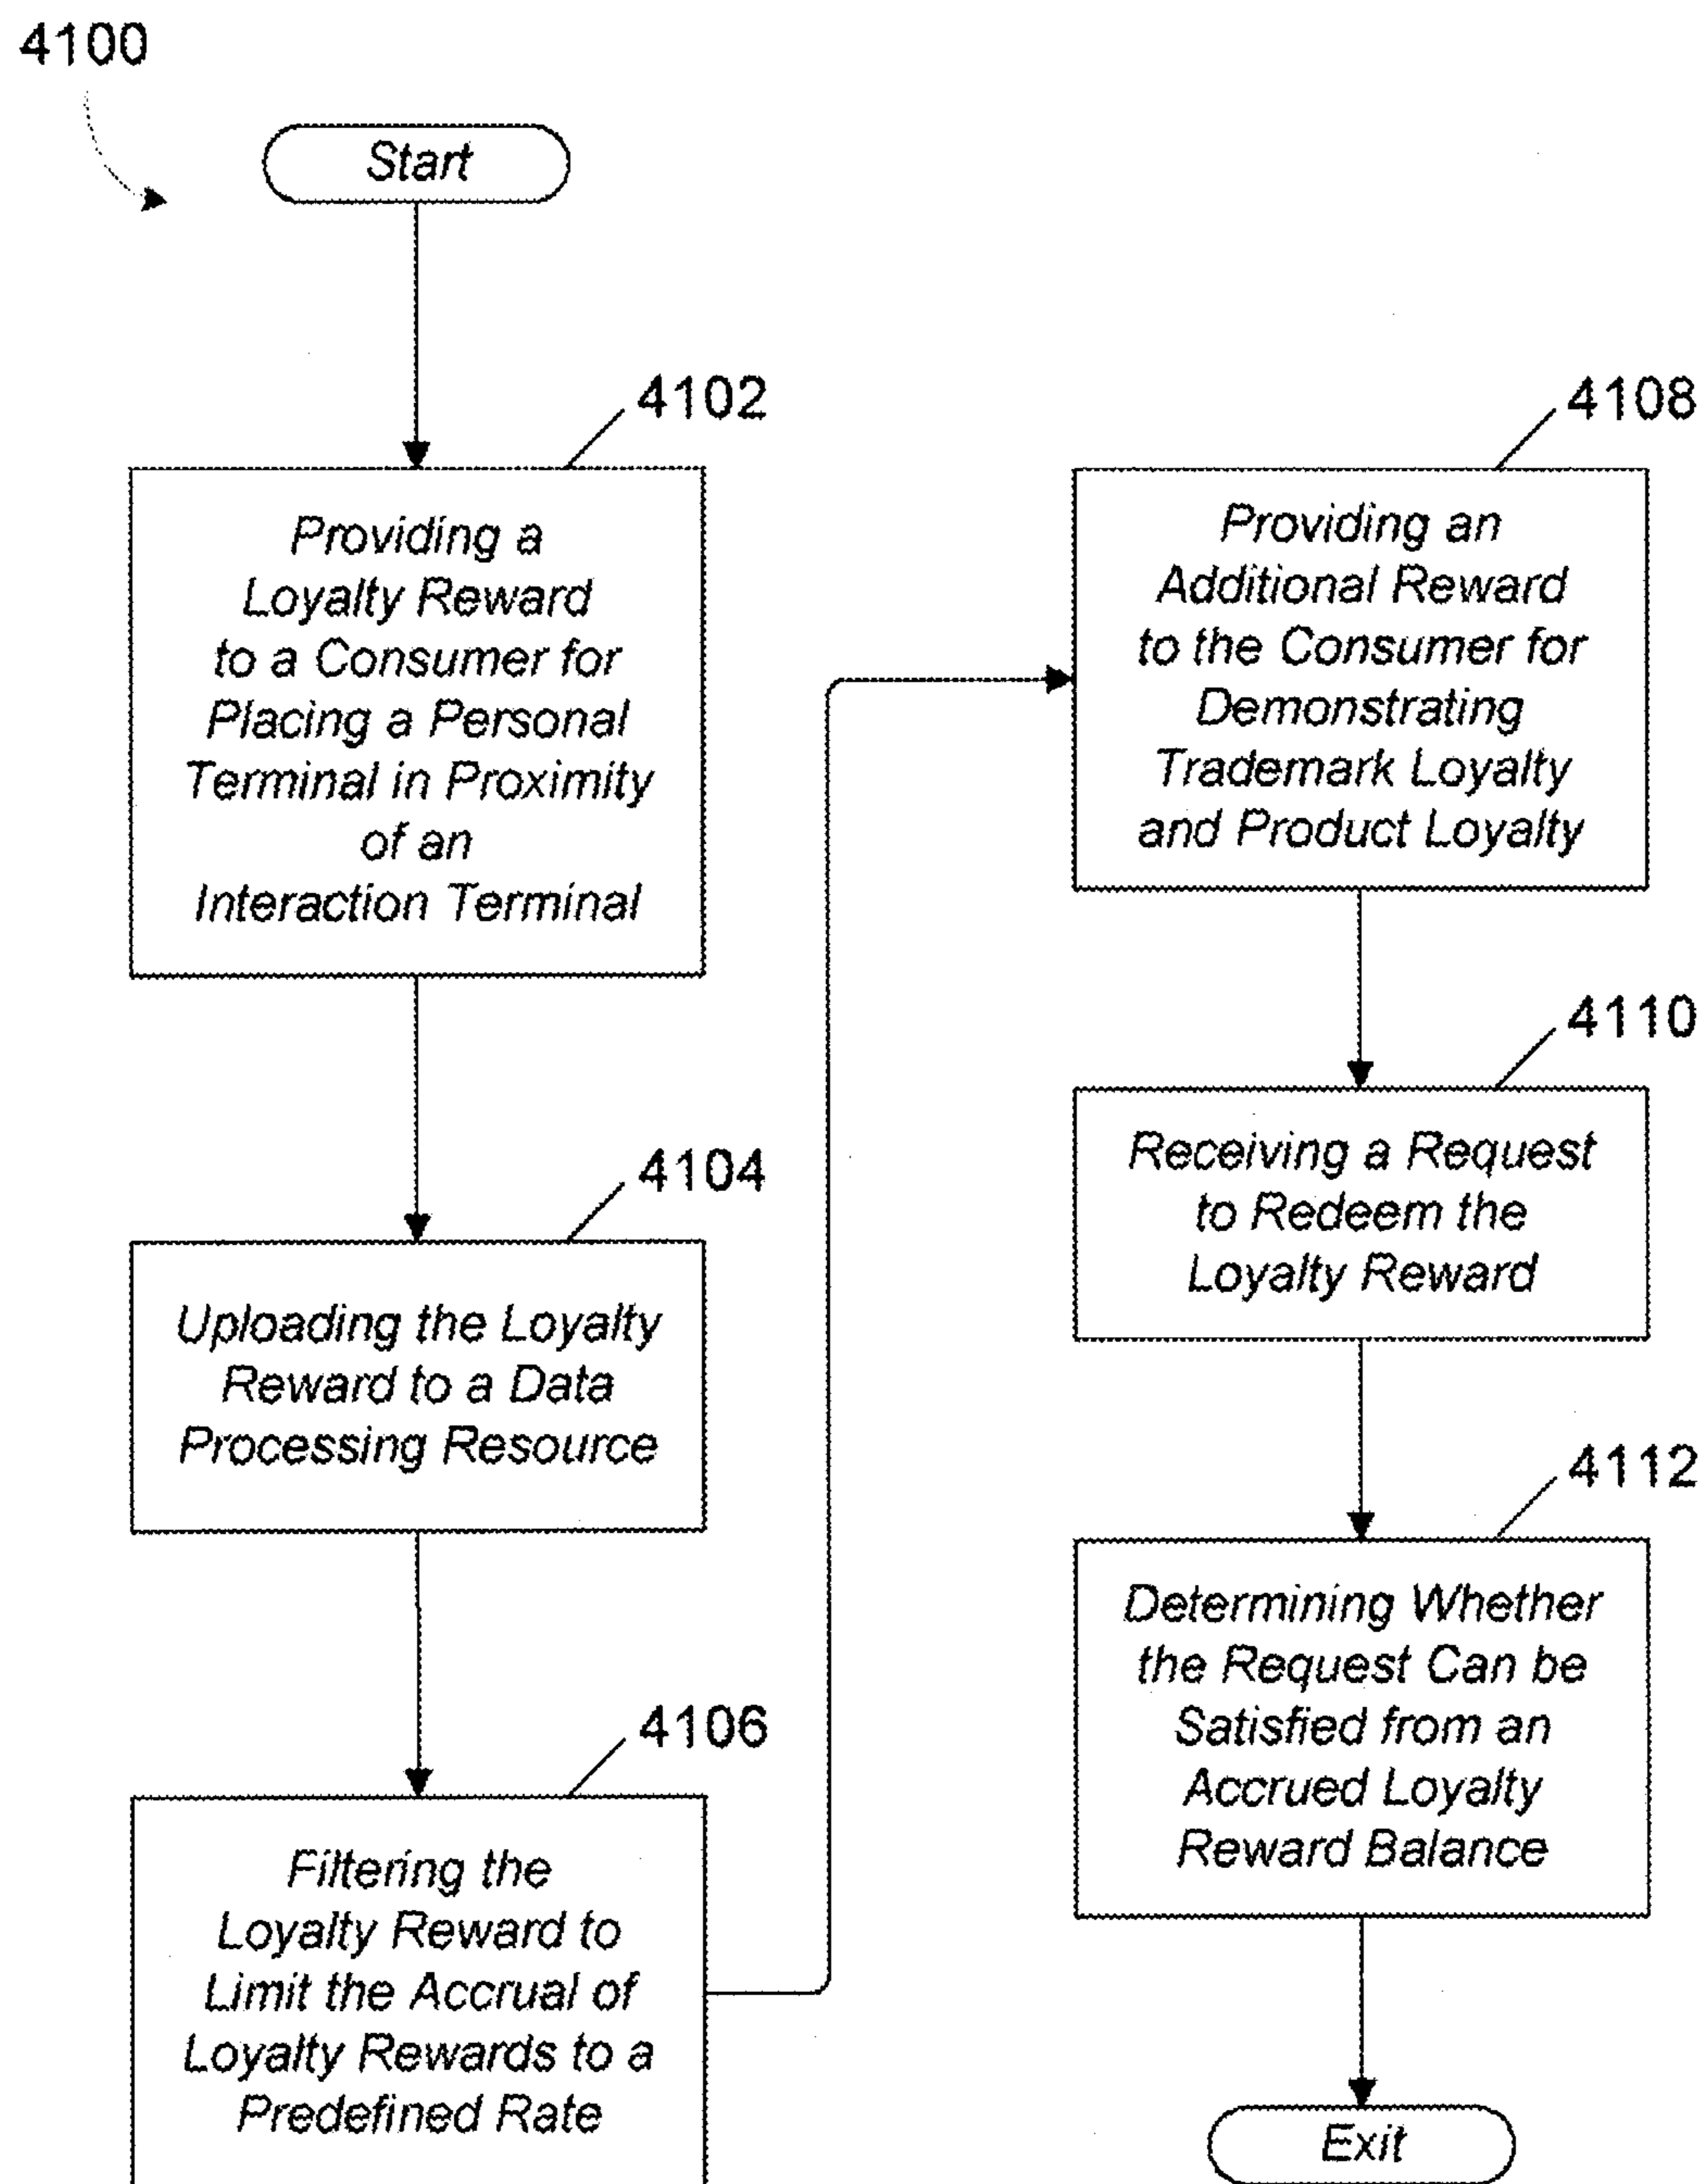 4100
Start
4102
Providing a
Loyalty Reward
to a Consumer for
Placing a Personal
Terminal in Proximity
of an
Interaction Terminal
4104
Uploading the Loyalty
Reward to a Data
Processing Resource
4106
Filtering the
Loyalty Reward to
Limit the Accrual of
Loyalty Rewards to a
Predefined Rate
4108
Providing an
Additional Reward
to the Consumer for
Demonstrating
Trademark Loyalty
and Product Loyalty
4110
Receiving a Request
to Redeem the
Loyalty Reward
4112
Determining Whether
the Request Can be
Satisfied from an
Accrued Loyalty
Reward Balance
Exit